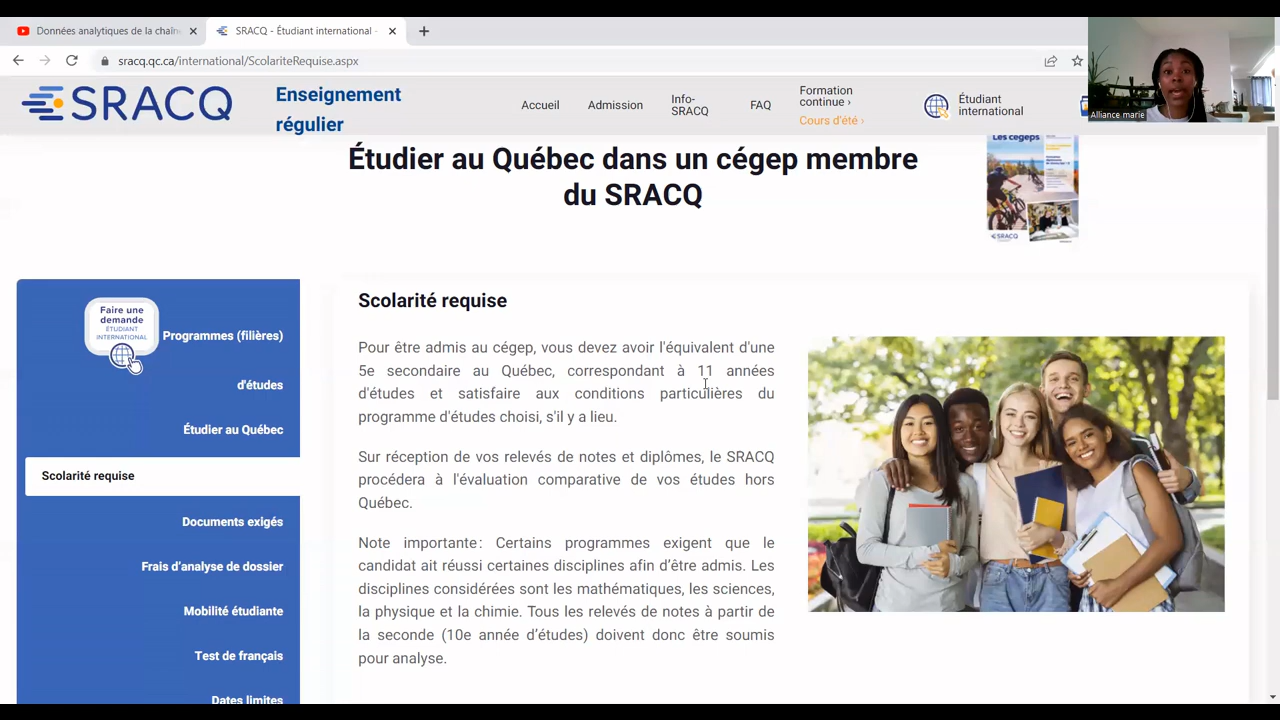 Données analytiques de la chaîn
SRACQ - Étudiant international -
sracq.qc.ca/international/ScolariteRequise.aspx
Alliance marie
SRACQ
Enseignement
régulier
Accueil
Admission
Info-
SRACQ
FAQ
Formation
continue ›
Cours d'été ›
Étudiant
international
Étudier au Québec dans un cégep membre
du SRACQ
Les cégeps
SRACQ
Faire une
demande
ÉTUDIANT
INTERNATIONAL
Programmes (filières)
d'études
Étudier au Québec
Scolarité requise
Documents exigés
Frais d’analyse de dossier
Mobilité étudiante
Test de français
Dates limites
Scolarité requise
Pour être admis au cégep, vous devez avoir l'équivalent d'une
5e secondaire au Québec, correspondant à 11 années
d'études et satisfaire aux conditions particulières du
programme d'études choisi, s'il y a lieu.
Sur réception de vos relevés de notes et diplômes, le SRACQ
procédera à l'évaluation comparative de vos études hors
Québec.
Note importante : Certains programmes exigent que le
candidat ait réussi certaines disciplines afin d’être admis. Les
disciplines considérées sont les mathématiques, les sciences,
la physique et la chimie. Tous les relevés de notes à partir de
la seconde (10e année d’études) doivent donc être soumis
pour analyse.